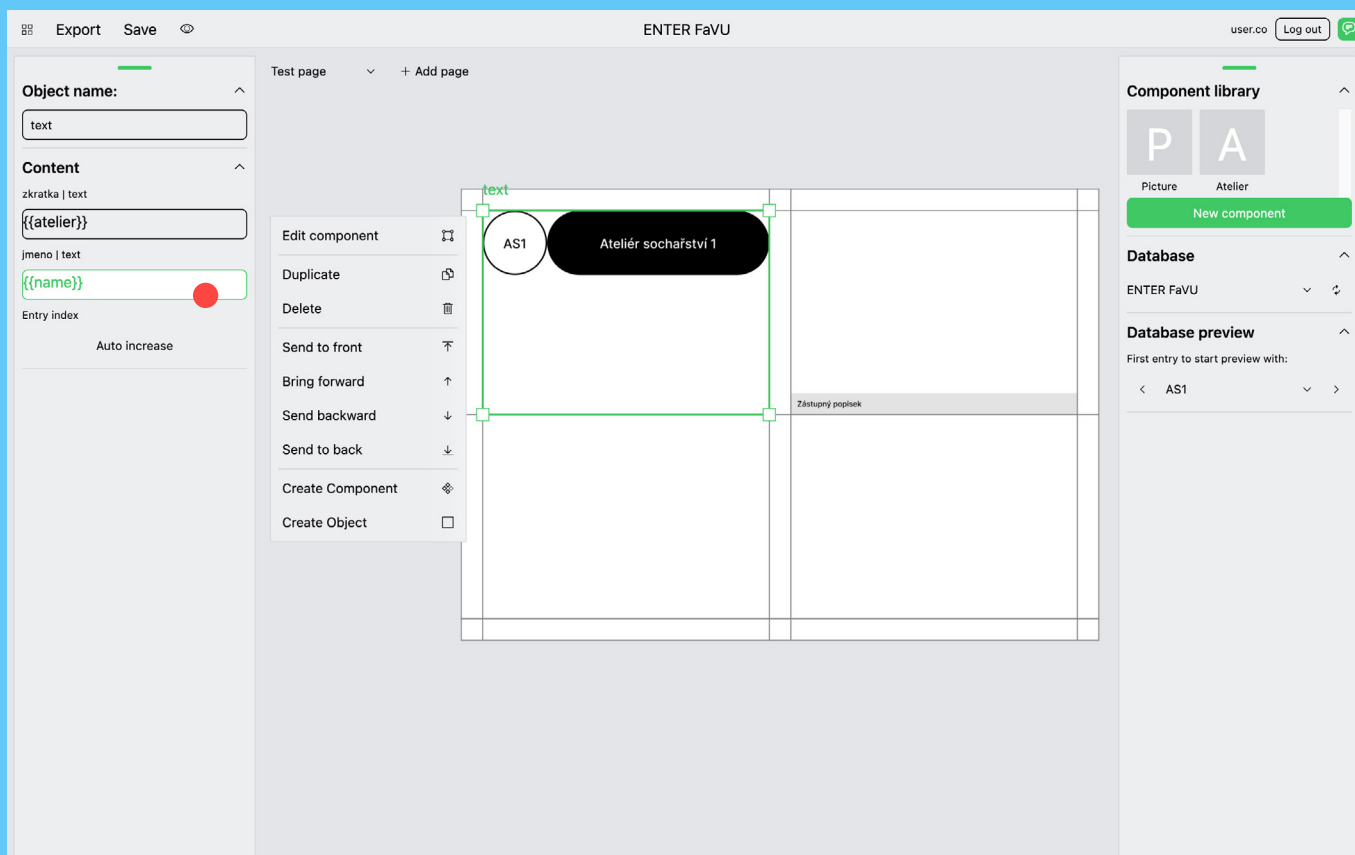 Export Save ENTER FaVU user.co Log out
Object name:
text
Content
zkratka | text
{{atelier}}
jmeno | text
{{name}}
Entry index
Auto increase
Test page + Add page
Edit component
Duplicate
Delete
Send to front
Bring forward
Send backward
Send to back
Create Component
Create Object
text
AS1 Ateliér sochařství 1
Zástupný popisek
Component library
P A
Picture Atelier
New component
Database
ENTER FaVU
Database preview
First entry to start preview with:
AS1